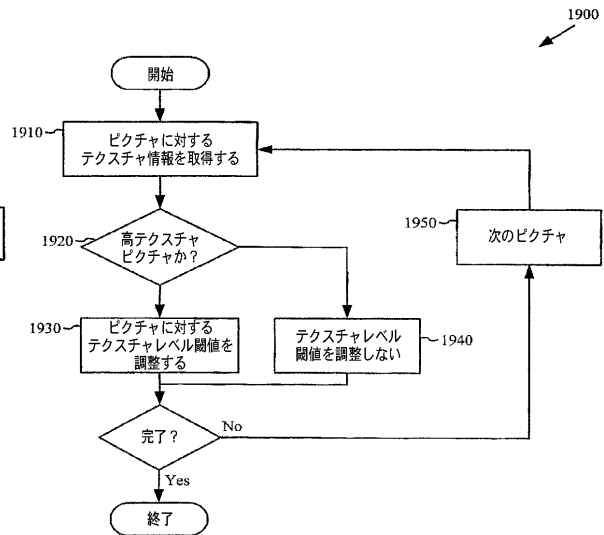 1900
開始
1910
ピクチャに対する
テクスチャ情報を取得する
1920
高テクスチャ
ピクチャか？
1950
次のピクチャ
1930
ピクチャに対する
テクスチャレベル閾値を
調整する
テクスチャレベル
閾値を調整しない
1940
完了？
No
Yes
終了